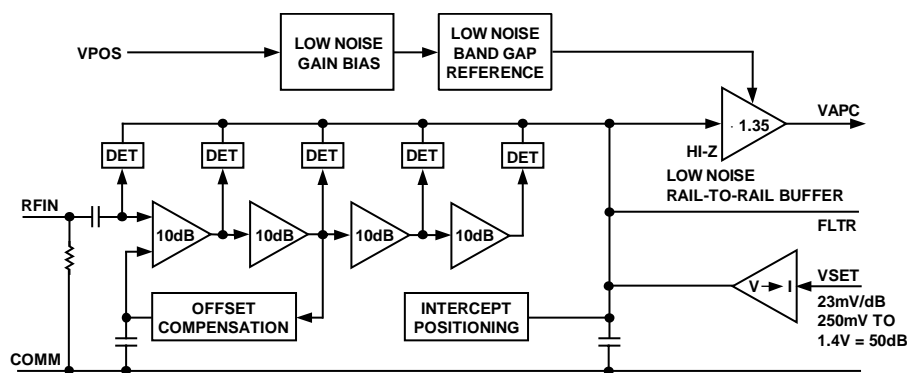 VPOS
LOW NOISE
GAIN BIAS
LOW NOISE
BAND GAP
REFERENCE
DET
DET
DET
DET
DET
· 1.35
VAPC
HI-Z
LOW NOISE
RAIL-TO-RAIL BUFFER
RFIN
10dB
10dB
10dB
10dB
FLTR
OFFSET
COMPENSATION
INTERCEPT
POSITIONING
V
I
VSET
23mV/dB
250mV TO
1.4V = 50dB
COMM